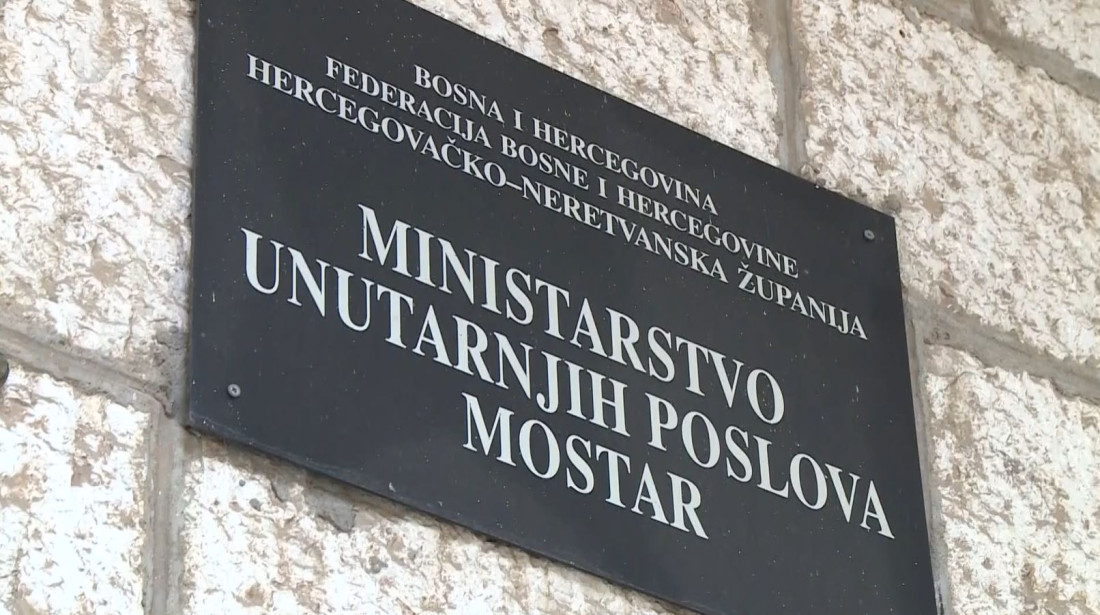 BOSNA I HERCEGOVINA
FEDERACIJA BOSNE I HERCEGOVINE
HERCEGOVAČKO–NERETVANSKA ŽUPANIJA
MINISTARSTVO
UNUTARNJIH POSLOVA
MOSTAR